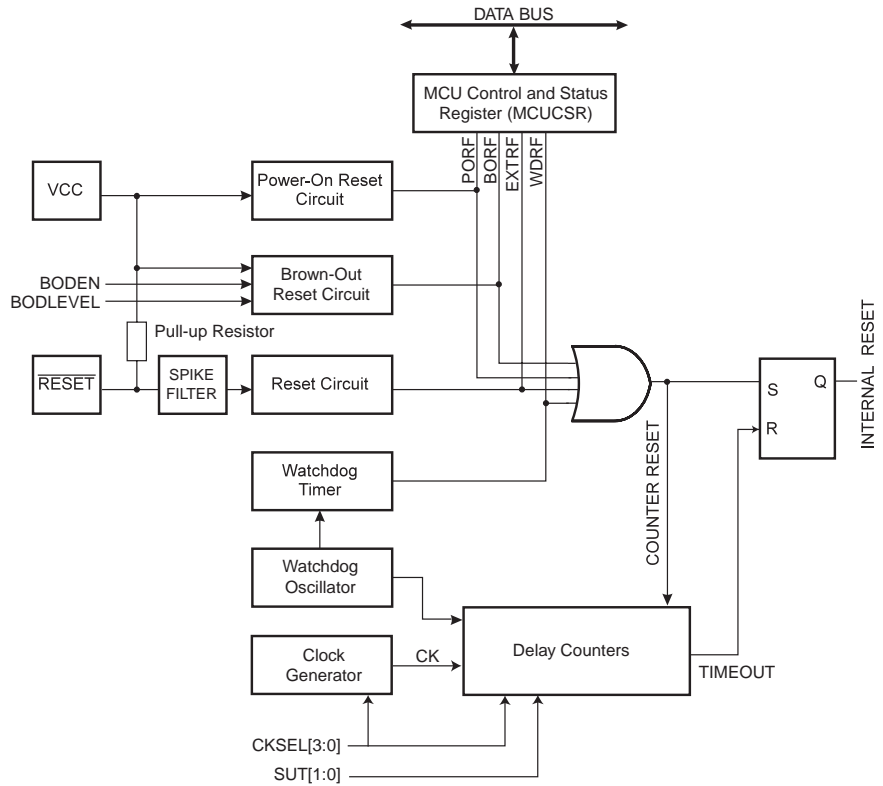 DATA BUS
MCU Control and Status
Register (MCUCSR)
PORF
BORF
EXTRF
WDRF
VCC
Power-On Reset
Circuit
BODEN
BODLEVEL
Brown-Out
Reset Circuit
Pull-up Resistor
RESET
SPIKE
FILTER
Reset Circuit
S
Q
R
INTERNAL RESET
COUNTER RESET
Watchdog
Timer
Watchdog
Oscillator
Clock
Generator
CK
Delay Counters
TIMEOUT
CKSEL[3:0]
SUT[1:0]